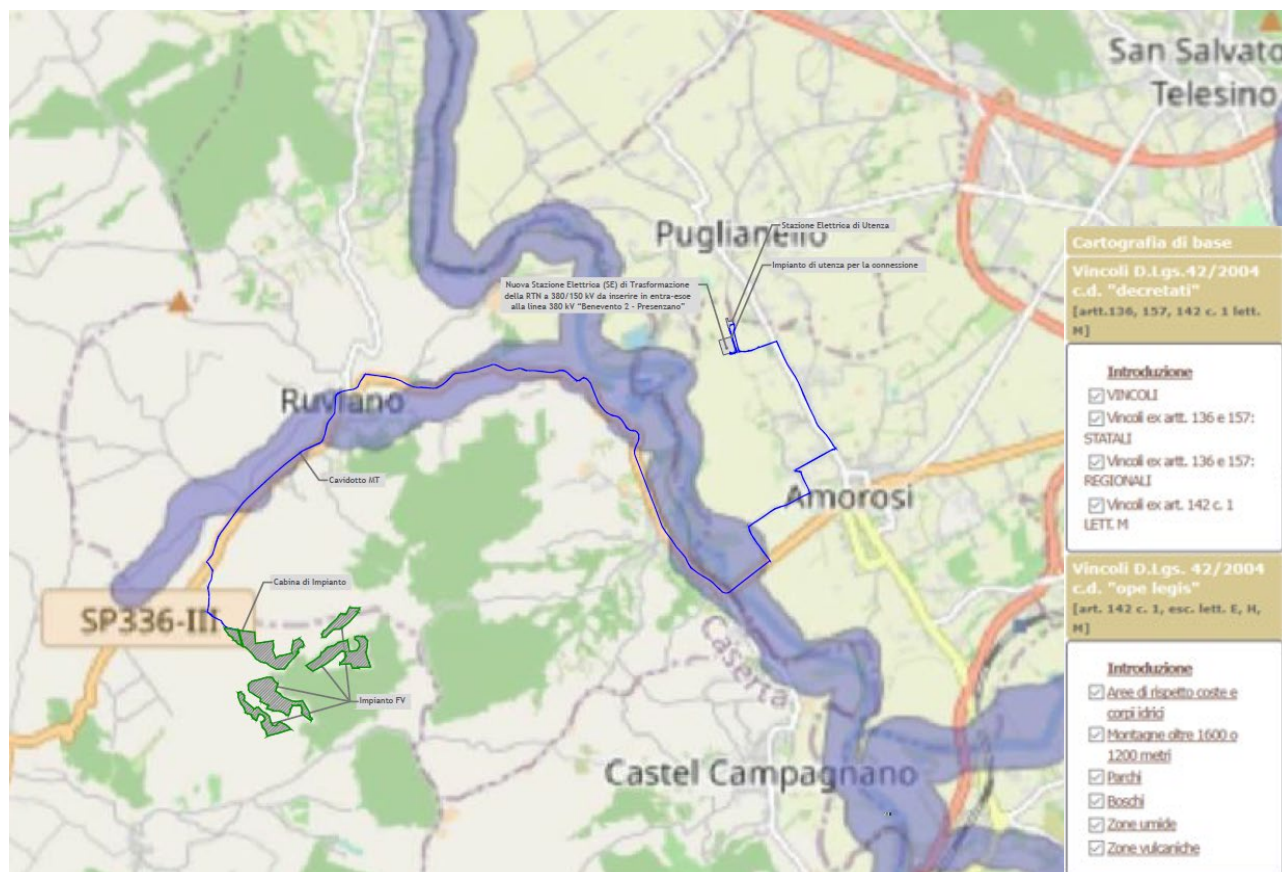 San Salvato
Telesino
Puglianello
Stazione Elettrica di Utenza
Impianto di utenza per la connessione
Nuova Stazione Elettrica (SE) di Trasformazione
della RTN a 380/150 kV da inserire in entra-esce
alla linea 380 kV "Benevento 2 - Presenzano"
Ruviano
Cavidotto MT
Amorosi
Cabina di Impianto
SP336-III
Caserta
Impianto FV
Castel Campagnano
Cartografia di base
Vincoli D.Lgs.42/2004
c.d. "decretati"
[artt.136, 157, 142 c. 1 lett.
M]
Introduzione
VINCOLI
Vincoli ex artt. 136 e 157:
STATALI
Vincoli ex artt. 136 e 157:
REGIONALI
Vincoli ex art. 142 c. 1
LETT. M
Vincoli D.Lgs. 42/2004
c.d. "ope legis"
[art. 142 c. 1, esc. lett. E, H,
M]
Introduzione
Aree di rispetto coste e
corpi idrici
Montagne oltre 1600 o
1200 metri
Parchi
Boschi
Zone umide
Zone vulcaniche